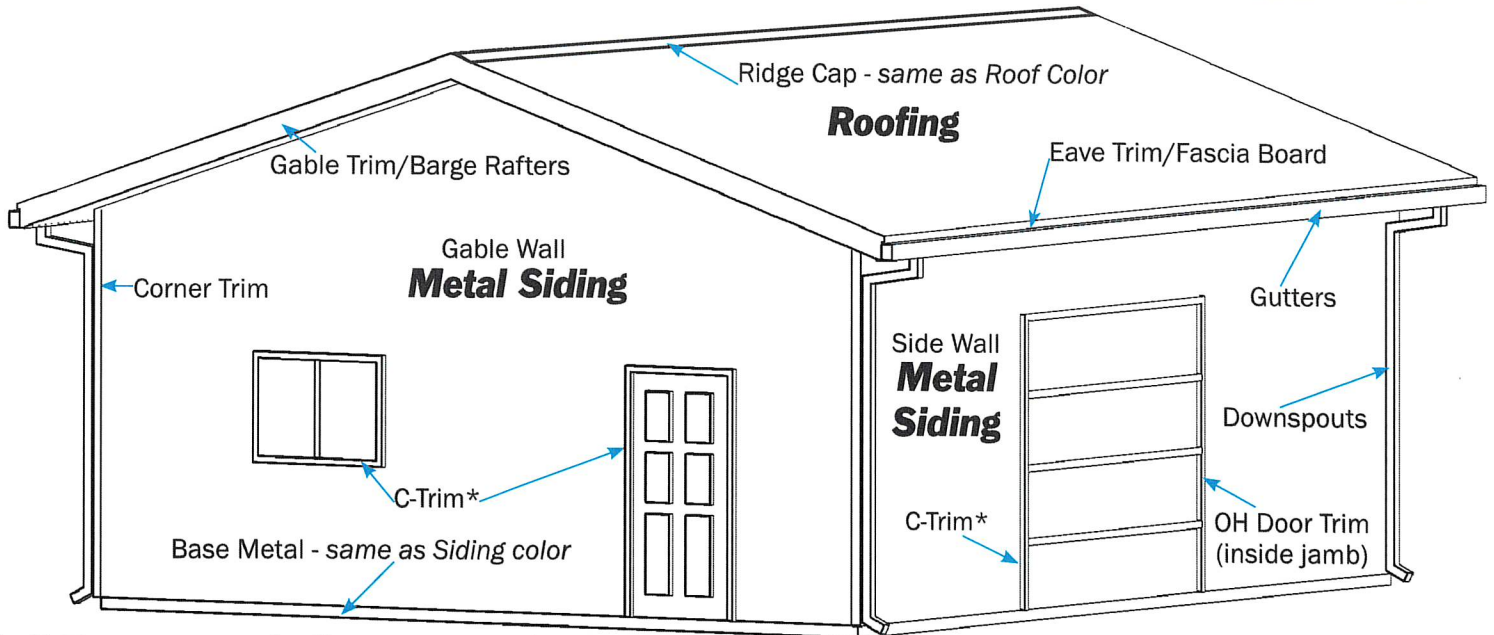 Ridge Cap - same as Roof Color
Roofing
Gable Trim/Barge Rafters
Eave Trim/Fascia Board
Gable Wall
Metal Siding
Corner Trim
Gutters
Side Wall
Metal
Siding
Downspouts
C-Trim*
C-Trim*
OH Door Trim
(inside jamb)
Base Metal - same as Siding color